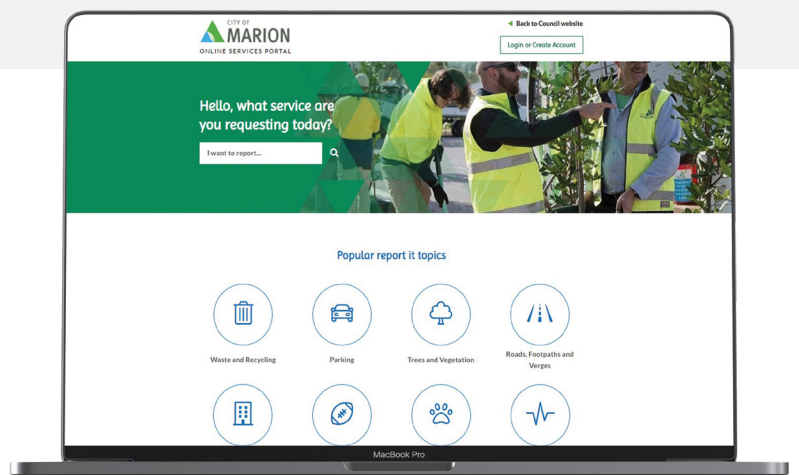 CITY OF
MARION
ONLINE SERVICES PORTAL
Back to Council website
Login or Create Account
Hello, what service are
you requesting today?
I want to report...
Popular report it topics
Waste and Recycling
Parking
Trees and Vegetation
Roads, Footpaths and
Verges
MacBook Pro